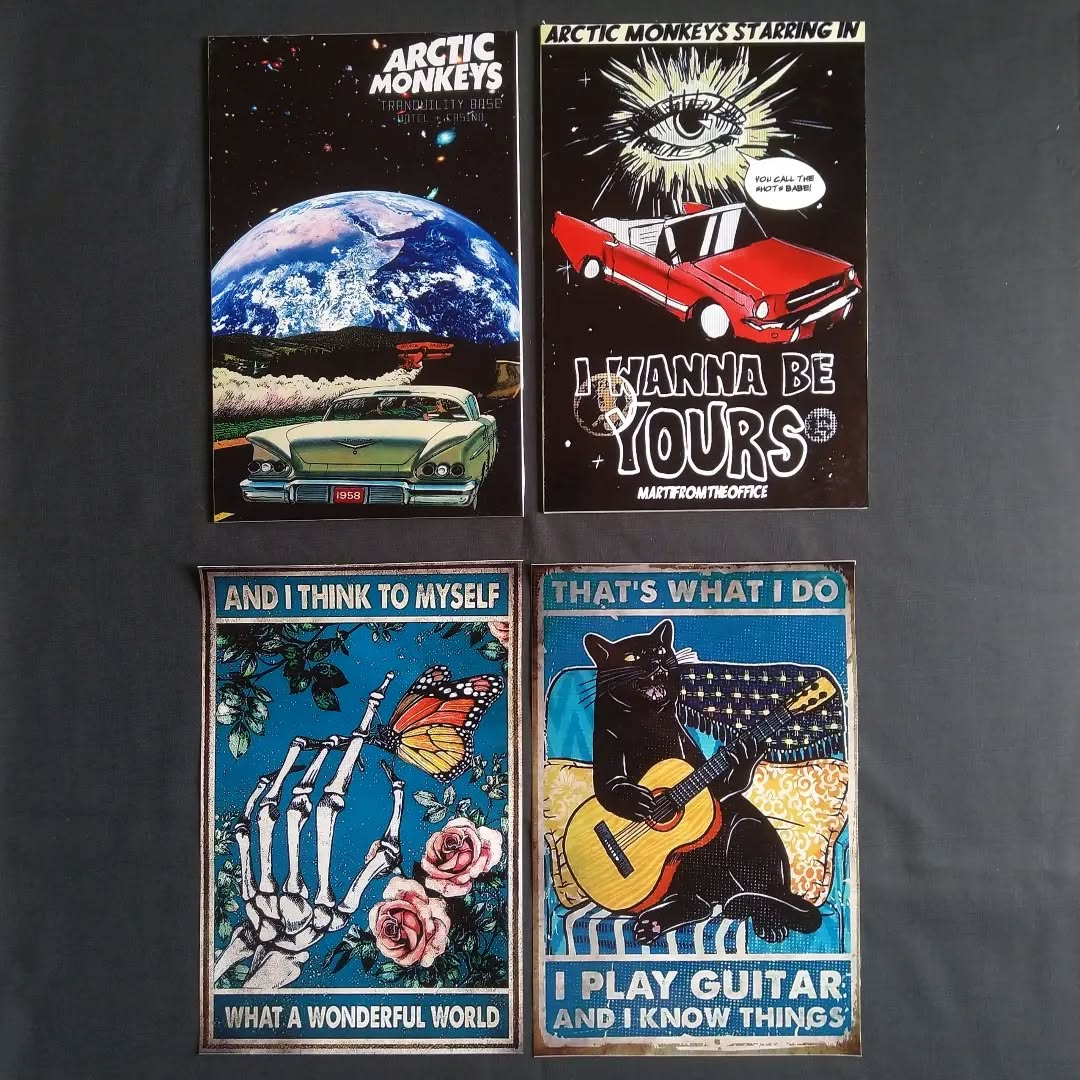 ARCTIC
MONKEYS
TRANQUILITY BASE
HOTEL + CASINO
1958
ARCTIC MONKEYS STARRING IN
YOU CALL THE
SHOTS BABE!
I WANNA BE
YOURS
MARTIFROMTHEOFFICE
AND I THINK TO MYSELF
WHAT A WONDERFUL WORLD
THAT'S WHAT I DO
I PLAY GUITAR
AND I KNOW THINGS